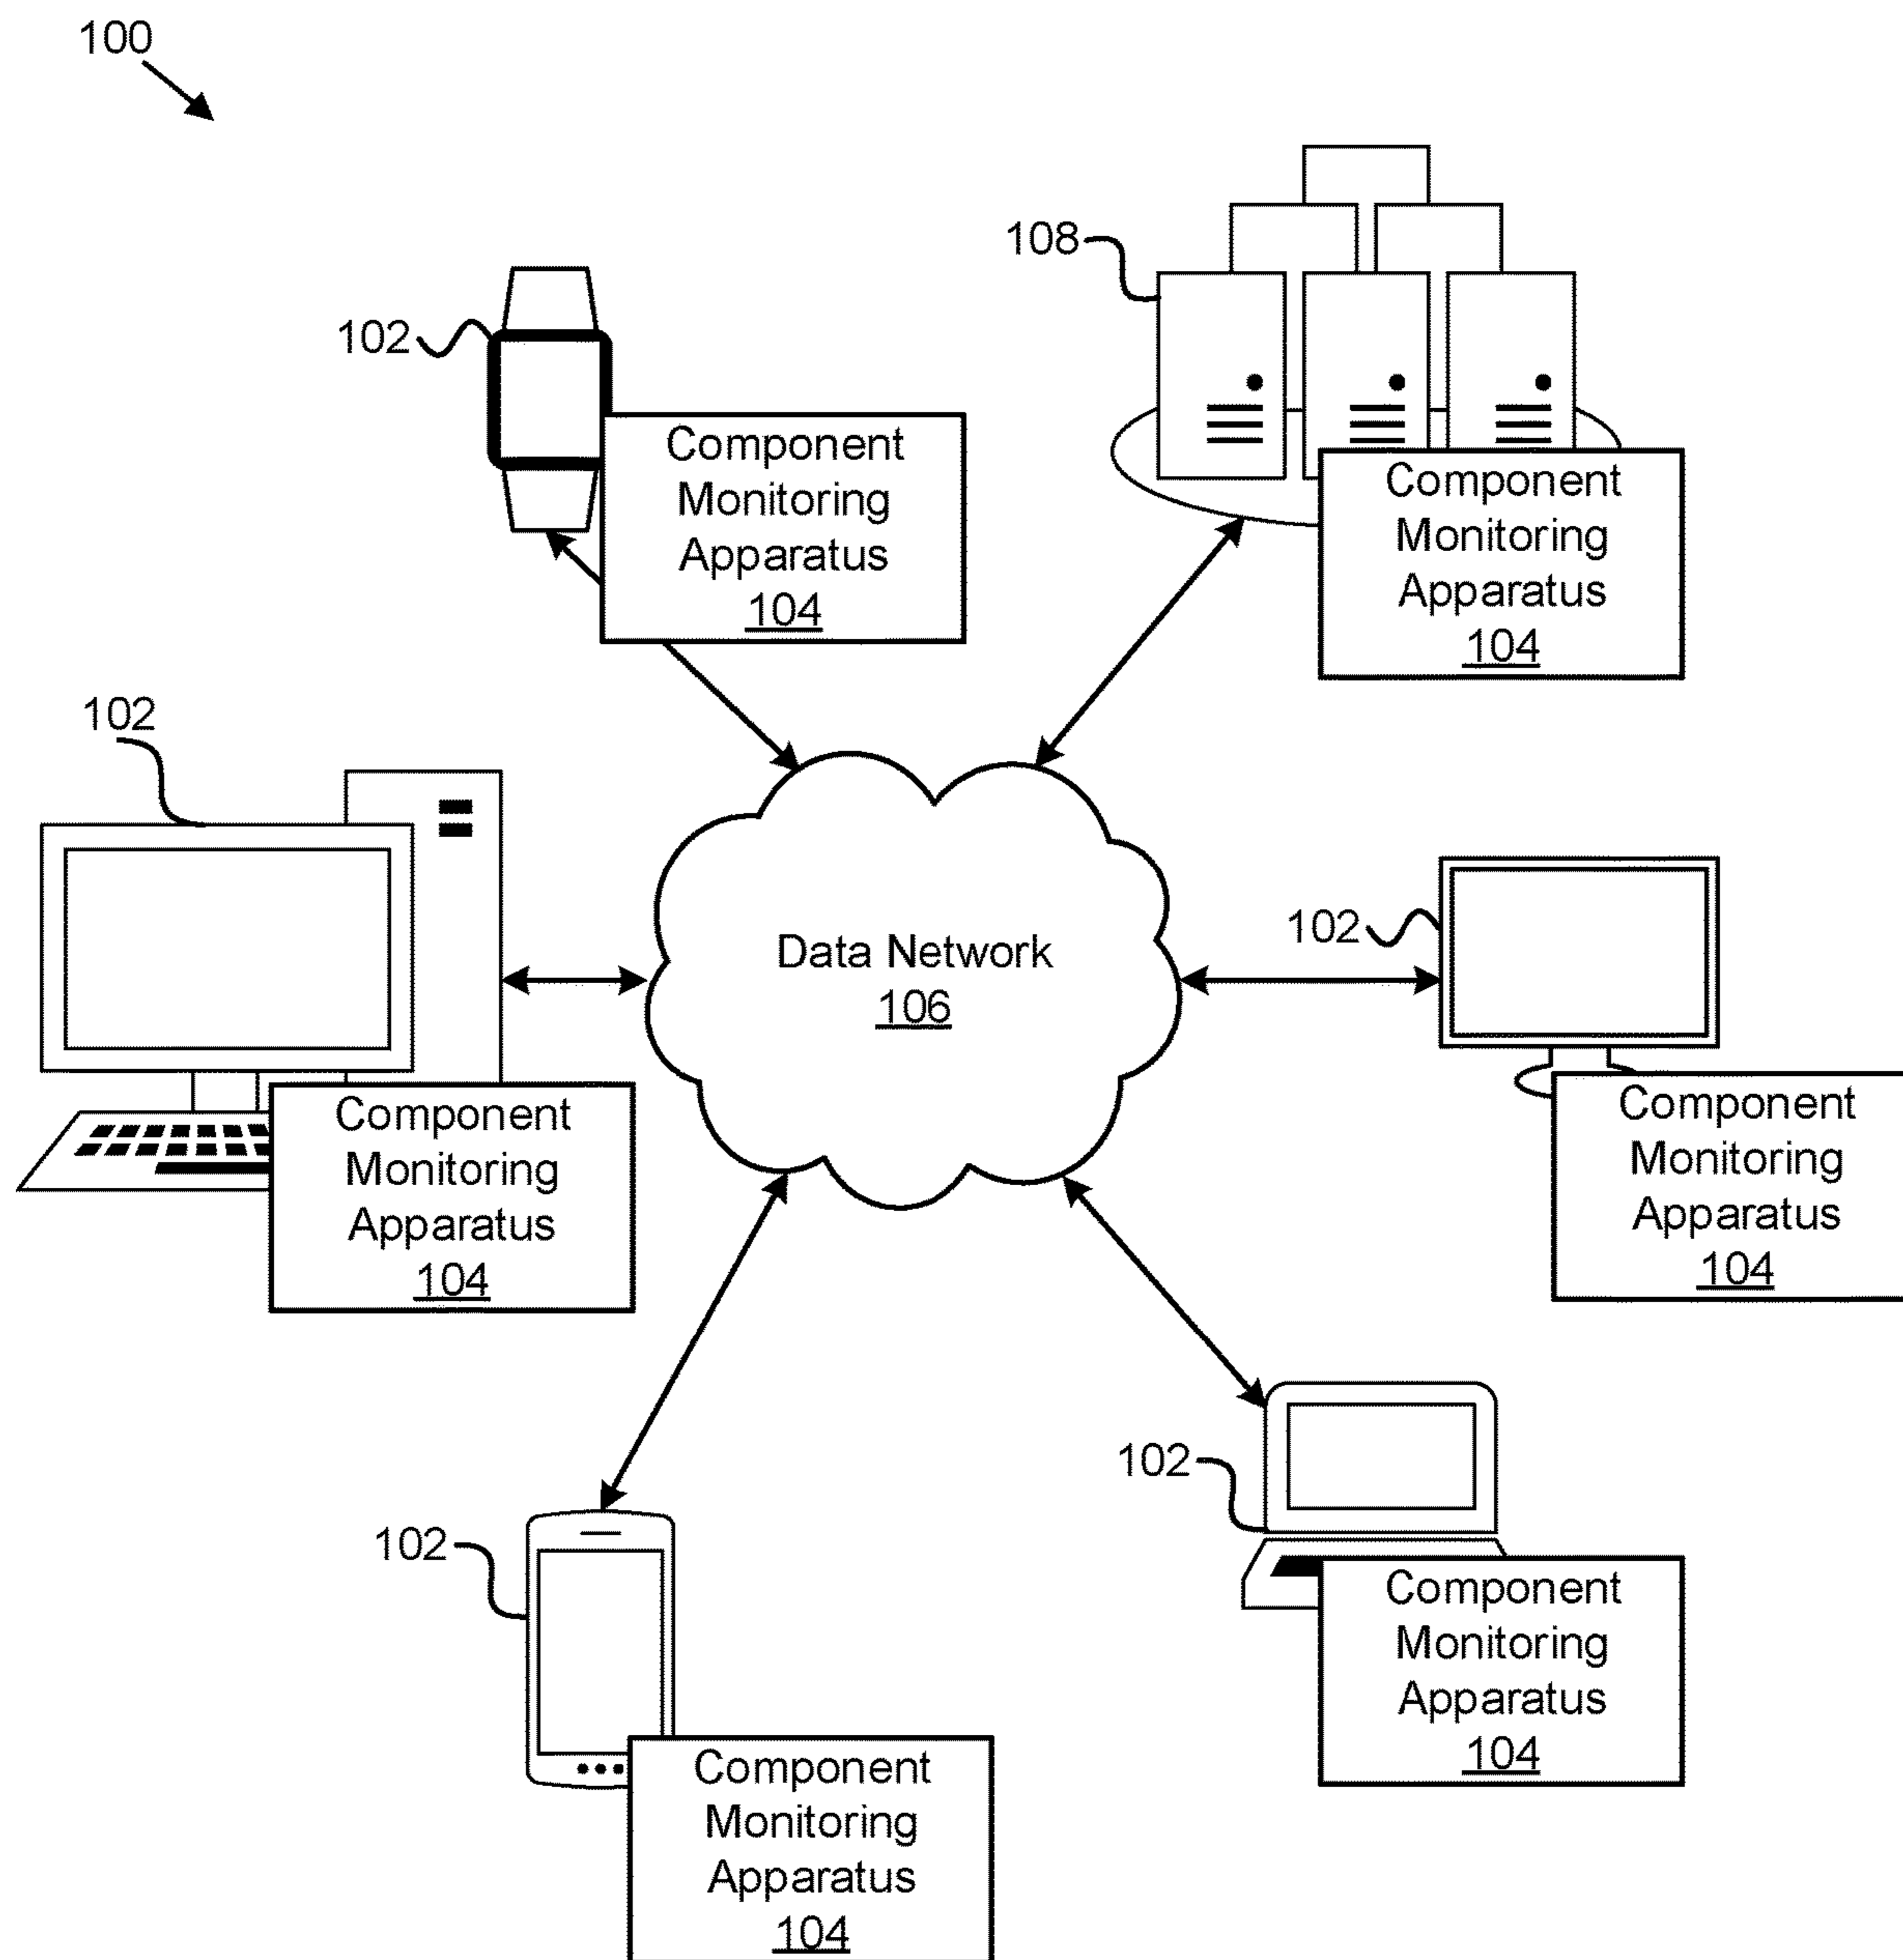 100
108
102
Component
Monitoring
Apparatus
104
Component
Monitoring
Apparatus
104
102
Data Network
106
102
Component
Monitoring
Apparatus
104
Component
Monitoring
Apparatus
104
102
102
Component
Monitoring
Apparatus
104
Component
Monitoring
Apparatus
104